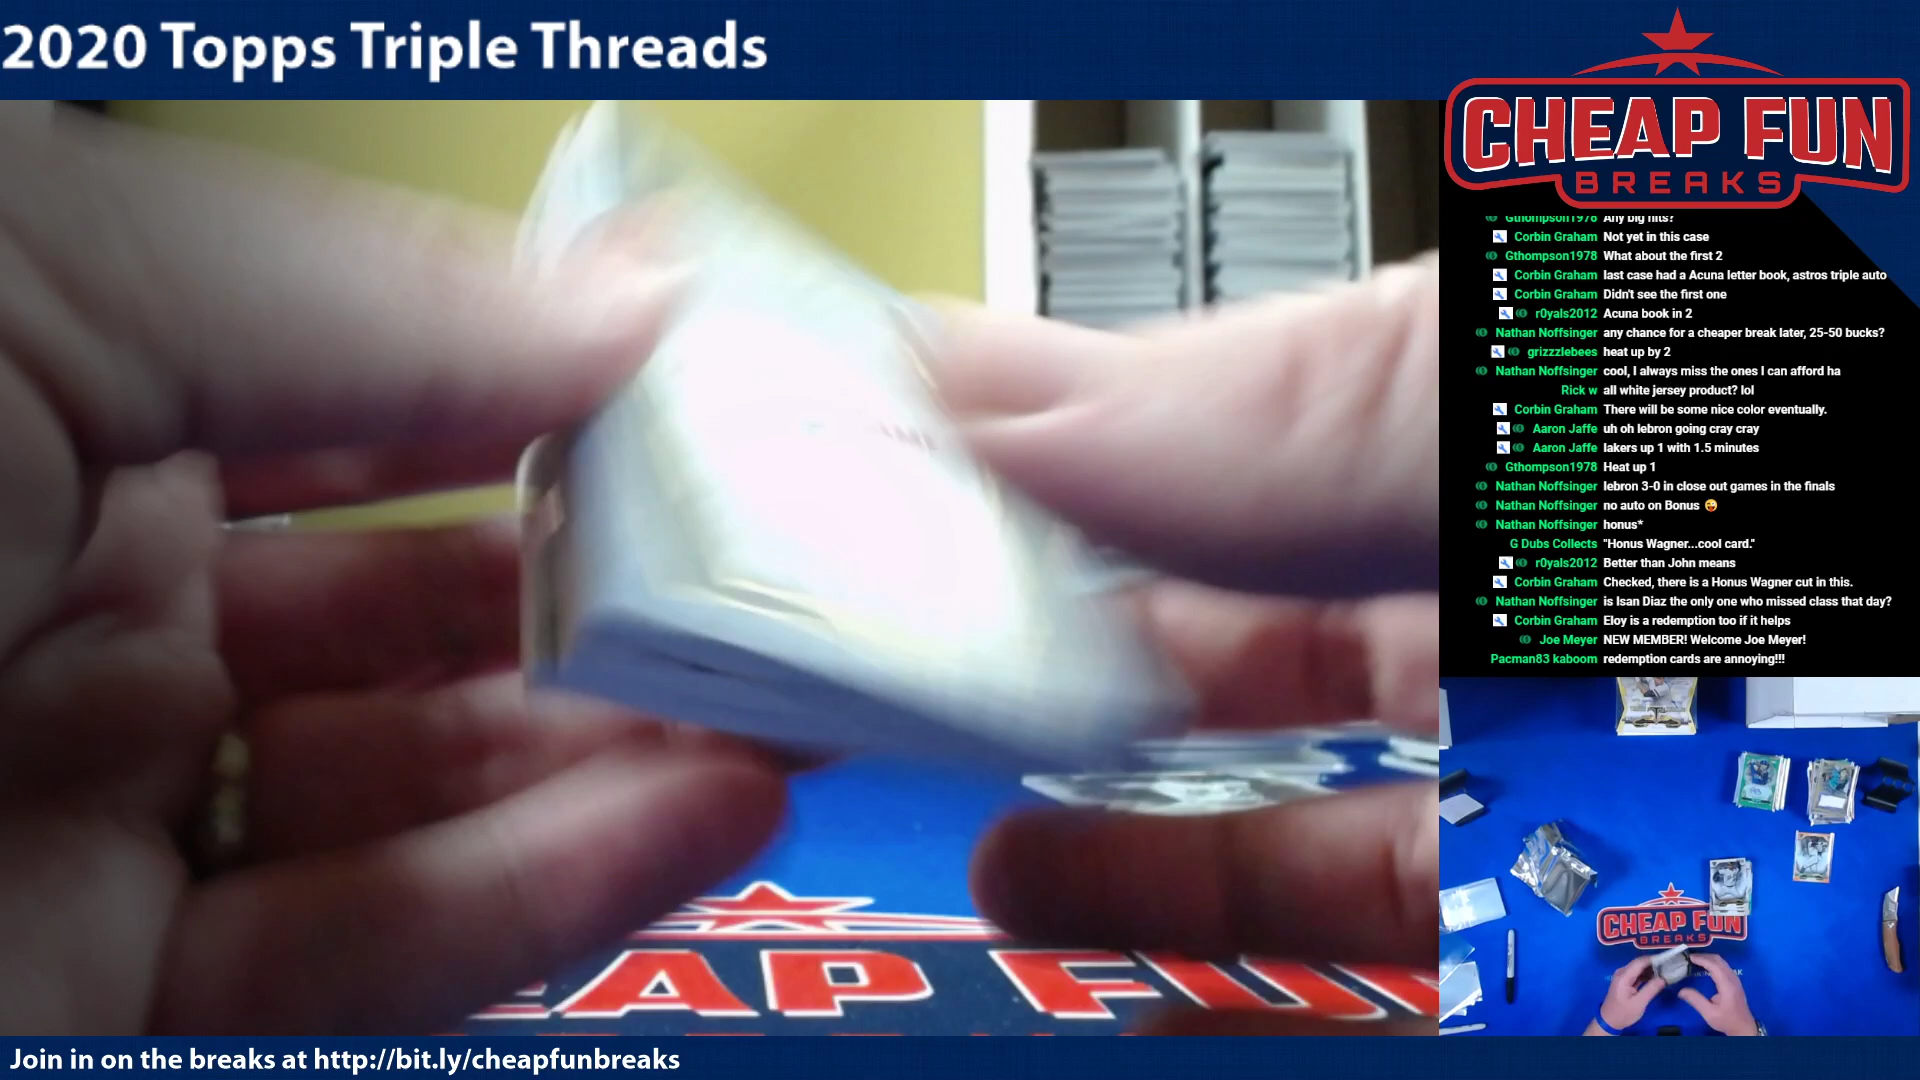 2020 Topps Triple Threads
CHEAP FUN
BREAKS
Gthompson1978 Any big hits?
Corbin Graham Not yet in this case
Gthompson1978 What about the first 2
Corbin Graham last case had a Acuna letter book, astros triple auto
Corbin Graham Didn't see the first one
r0yals2012 Acuna book in 2
Nathan Noffsinger any chance for a cheaper break later, 25-50 bucks?
grizzzlebees heat up by 2
Nathan Noffsinger cool, I always miss the ones I can afford ha
Rick w all white jersey product? lol
Corbin Graham There will be some nice color eventually.
Aaron Jaffe uh oh lebron going cray cray
Aaron Jaffe lakers up 1 with 1.5 minutes
Gthompson1978 Heat up 1
Nathan Noffsinger lebron 3-0 in close out games in the finals
Nathan Noffsinger no auto on Bonus 😜
Nathan Noffsinger honus*
G Dubs Collects "Honus Wagner...cool card."
r0yals2012 Better than John means
Corbin Graham Checked, there is a Honus Wagner cut in this.
Nathan Noffsinger is Isan Diaz the only one who missed class that day?
Corbin Graham Eloy is a redemption too if it helps
Joe Meyer NEW MEMBER! Welcome Joe Meyer!
Pacman83 kaboom redemption cards are annoying!!!
EAP FUN
CHEAP FUN
BREAKS
Join in on the breaks at http://bit.ly/cheapfunbreaks